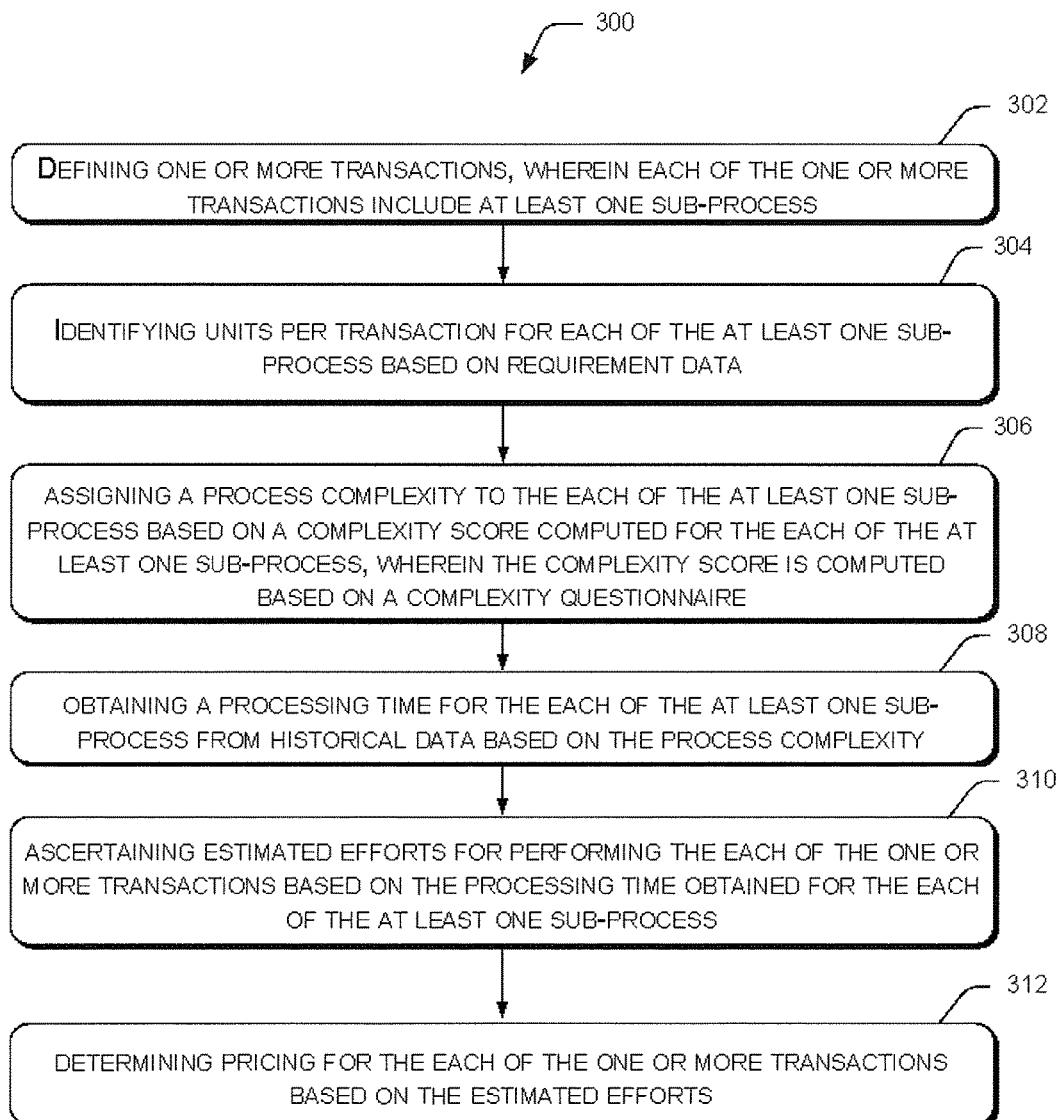 300
302
DEFINING ONE OR MORE TRANSACTIONS, WHEREIN EACH OF THE ONE OR MORE
TRANSACTIONS INCLUDE AT LEAST ONE SUB-PROCESS
304
IDENTIFYING UNITS PER TRANSACTION FOR EACH OF THE AT LEAST ONE SUB-
PROCESS BASED ON REQUIREMENT DATA
306
ASSIGNING A PROCESS COMPLEXITY TO THE EACH OF THE AT LEAST ONE SUB-
PROCESS BASED ON A COMPLEXITY SCORE COMPUTED FOR THE EACH OF THE AT
LEAST ONE SUB-PROCESS, WHEREIN THE COMPLEXITY SCORE IS COMPUTED
BASED ON A COMPLEXITY QUESTIONNAIRE
308
OBTAINING A PROCESSING TIME FOR THE EACH OF THE AT LEAST ONE SUB-
PROCESS FROM HISTORICAL DATA BASED ON THE PROCESS COMPLEXITY
310
ASCERTAINING ESTIMATED EFFORTS FOR PERFORMING THE EACH OF THE ONE OR
MORE TRANSACTIONS BASED ON THE PROCESSING TIME OBTAINED FOR THE EACH
OF THE AT LEAST ONE SUB-PROCESS
312
DETERMINING PRICING FOR THE EACH OF THE ONE OR MORE TRANSACTIONS
BASED ON THE ESTIMATED EFFORTS